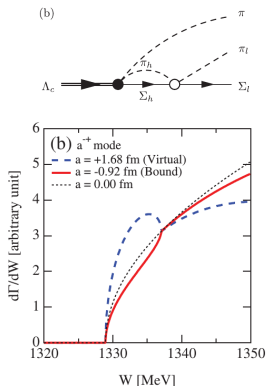 (b)
π
π_l
π_h
Λ_c
Σ_h
Σ_l
(b) a⁻⁺ mode
a = +1.68 fm (Virtual)
a = -0.92 fm (Bound)
a = 0.00 fm
dΓ/dW [arbitrary unit]
6
5
4
3
2
1
0
1320 1330 1340 1350
W [MeV]